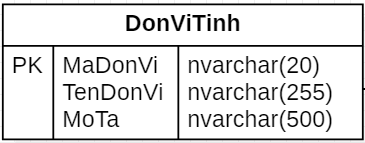 DonViTinh
PK MaDonVi nvarchar(20)
TenDonVi nvarchar(255)
MoTa nvarchar(500)